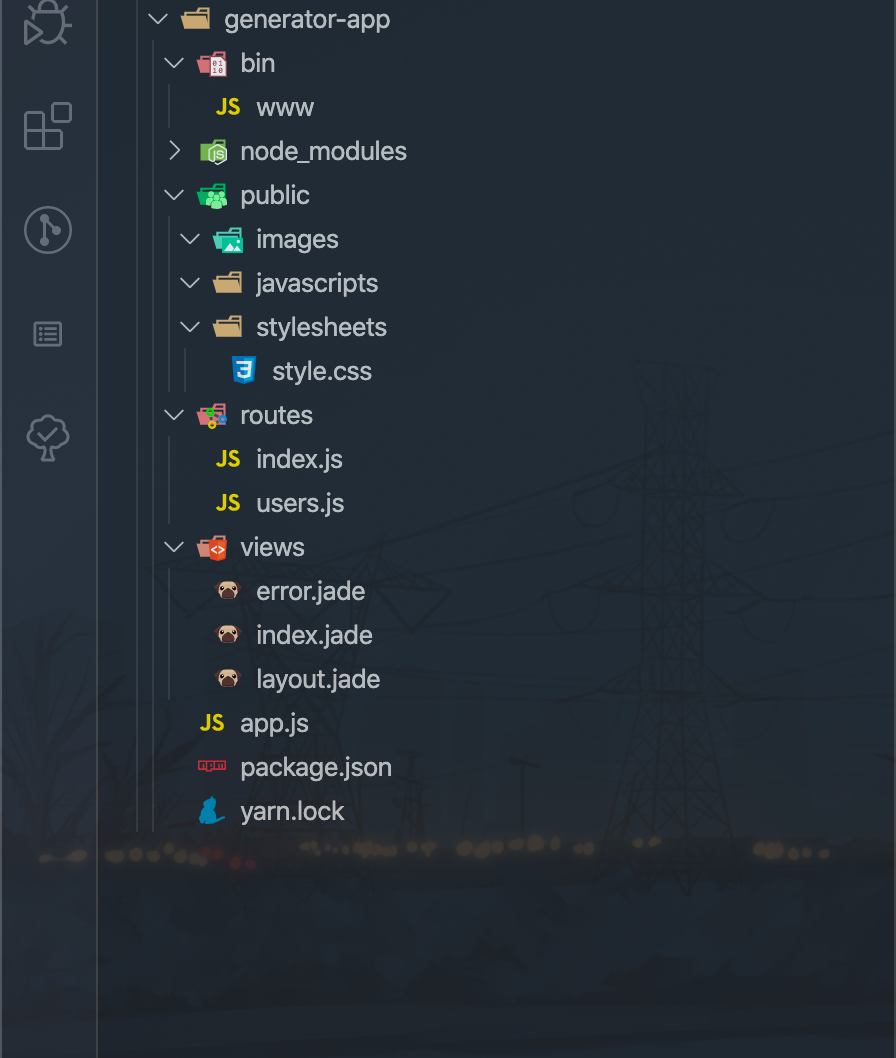 generator-app
bin
JS www
node_modules
public
images
javascripts
stylesheets
style.css
routes
JS index.js
JS users.js
views
error.jade
index.jade
layout.jade
JS app.js
package.json
yarn.lock